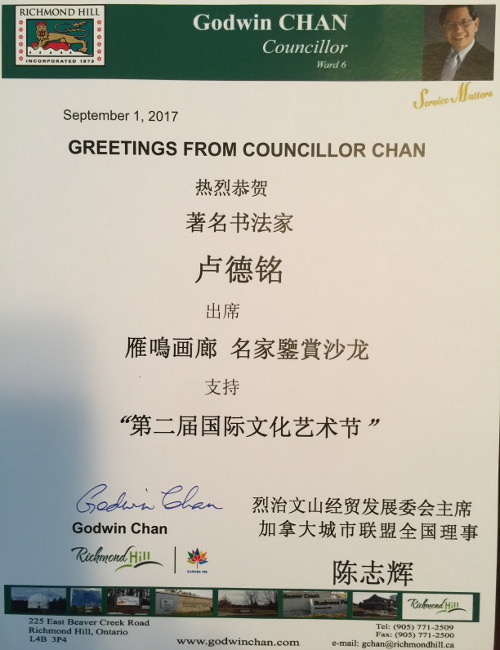 RICHMOND HILL
INCORPORATED 1873
Godwin CHAN
Councillor
Ward 6
Service Matters
September 1, 2017
GREETINGS FROM COUNCILLOR CHAN
热烈恭贺
著名书法家
卢德铭
出席
雁鳴画廊 名家鑒賞沙龙
支持
“第二届国际文化艺术节”
Godwin Chan
Godwin Chan
烈治文山经贸发展委会主席
加拿大城市联盟全国理事
陈志辉
Richmond Hill
Richmond Hill
225 East Beaver Creek Road
Richmond Hill, Ontario
L4B 3P4
www.godwinchan.com
Tel: (905) 771-2509
Fax: (905) 771-2500
e-mail: gchan@richmondhill.ca